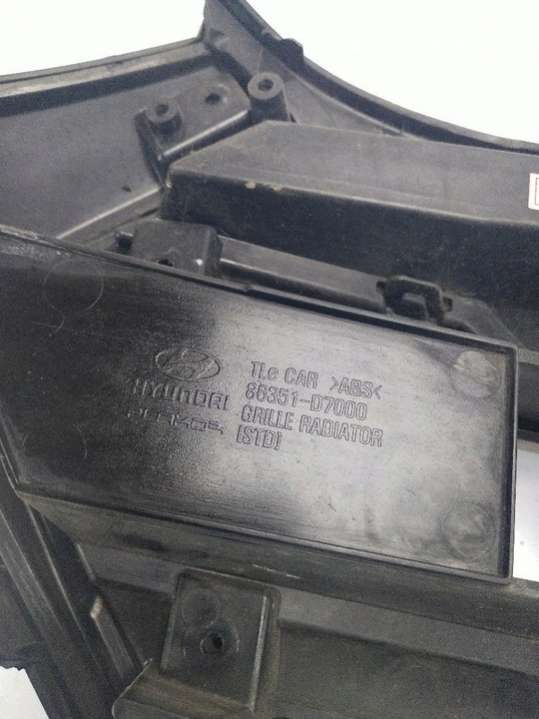 TLe CAR >ABS<
HYUNDAI
86351-D7000
GRILLE RADIATOR
[STD]